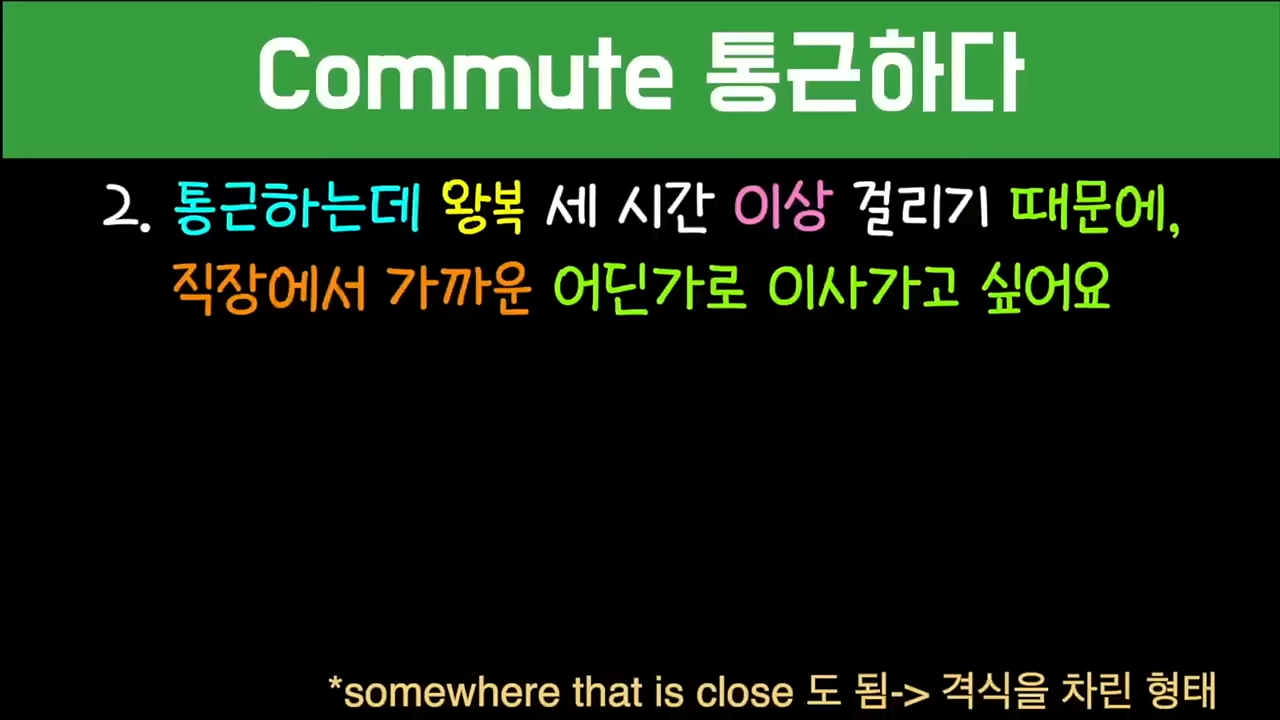 Commute 통근하다
2. 통근하는데 왕복 세 시간 이상 걸리기 때문에,
직장에서 가까운 어딘가로 이사가고 싶어요
*somewhere that is close 도 됨-> 격식을 차린 형태